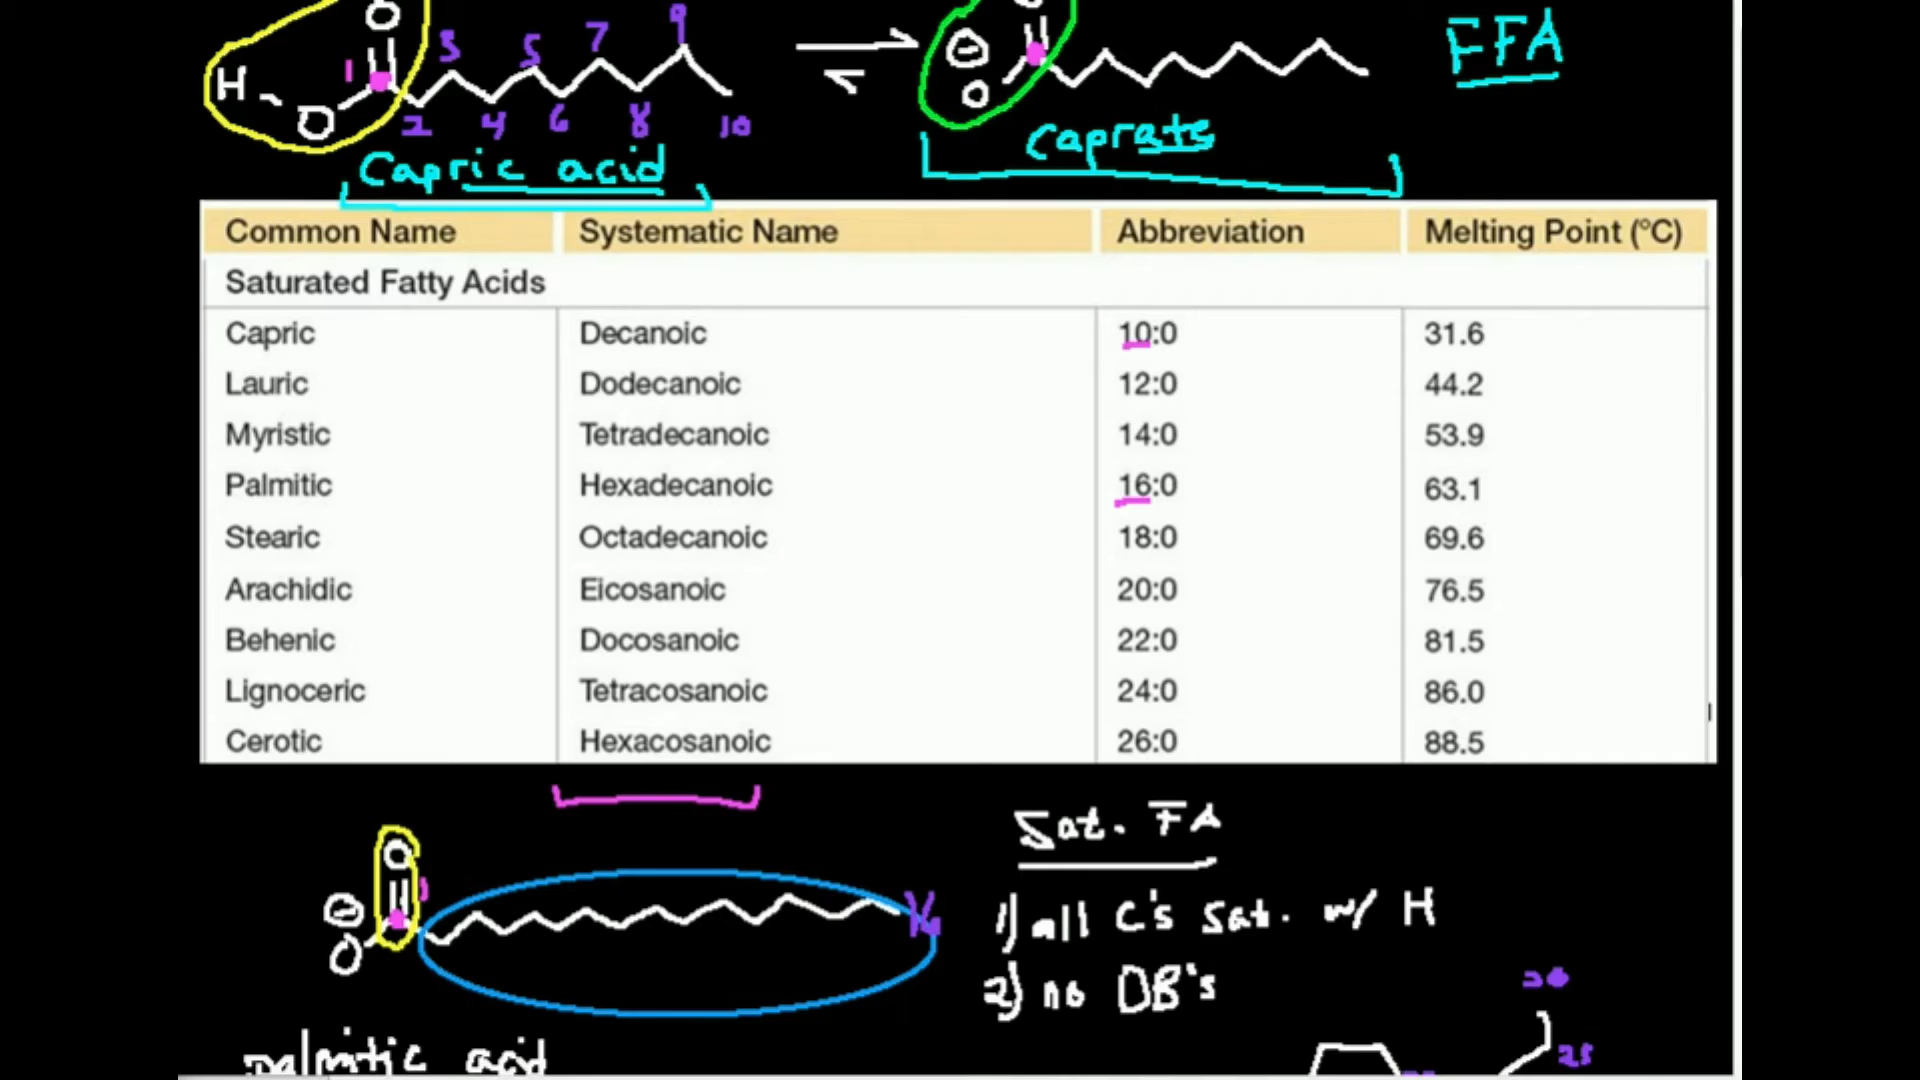 O O
3 5 7 9
FFA
H 1
O O
2 4 6 8 10
Caprate
Capric acid
Common Name Systematic Name Abbreviation Melting Point (°C)
Saturated Fatty Acids
Capric Decanoic 10:0 31.6
Lauric Dodecanoic 12:0 44.2
Myristic Tetradecanoic 14:0 53.9
Palmitic Hexadecanoic 16:0 63.1
Stearic Octadecanoic 18:0 69.6
Arachidic Eicosanoic 20:0 76.5
Behenic Docosanoic 22:0 81.5
Lignoceric Tetracosanoic 24:0 86.0
Cerotic Hexacosanoic 26:0 88.5
Sat. FA
O
1
1) all C's sat. w/ H
O
2) no DB's
palmitic acid
25